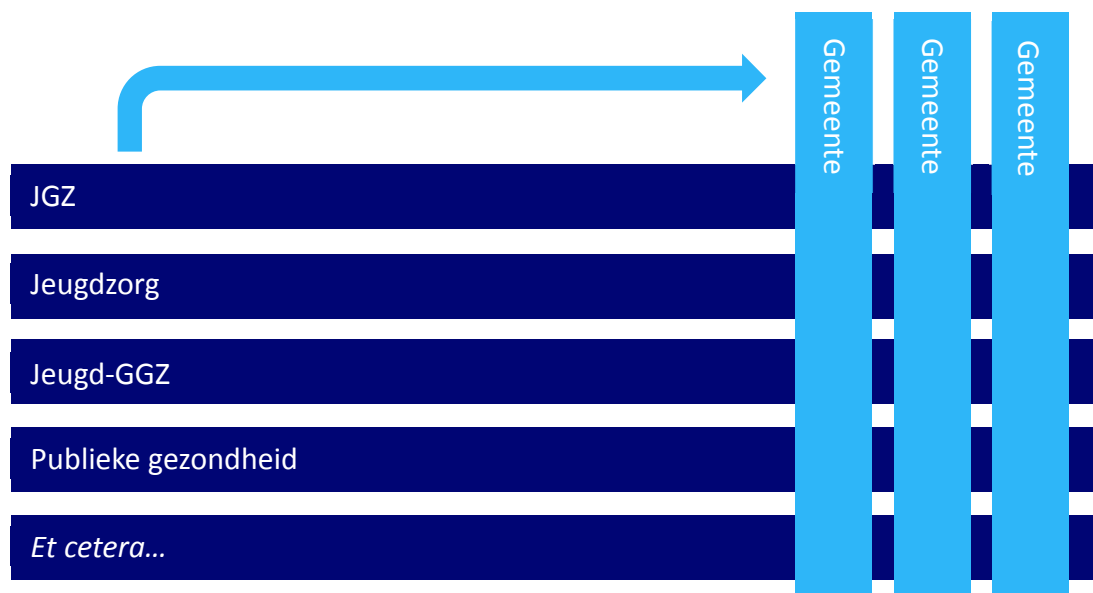 Gemeente
Gemeente
Gemeente
JGZ
Jeugdzorg
Jeugd-GGZ
Publieke gezondheid
Et cetera…